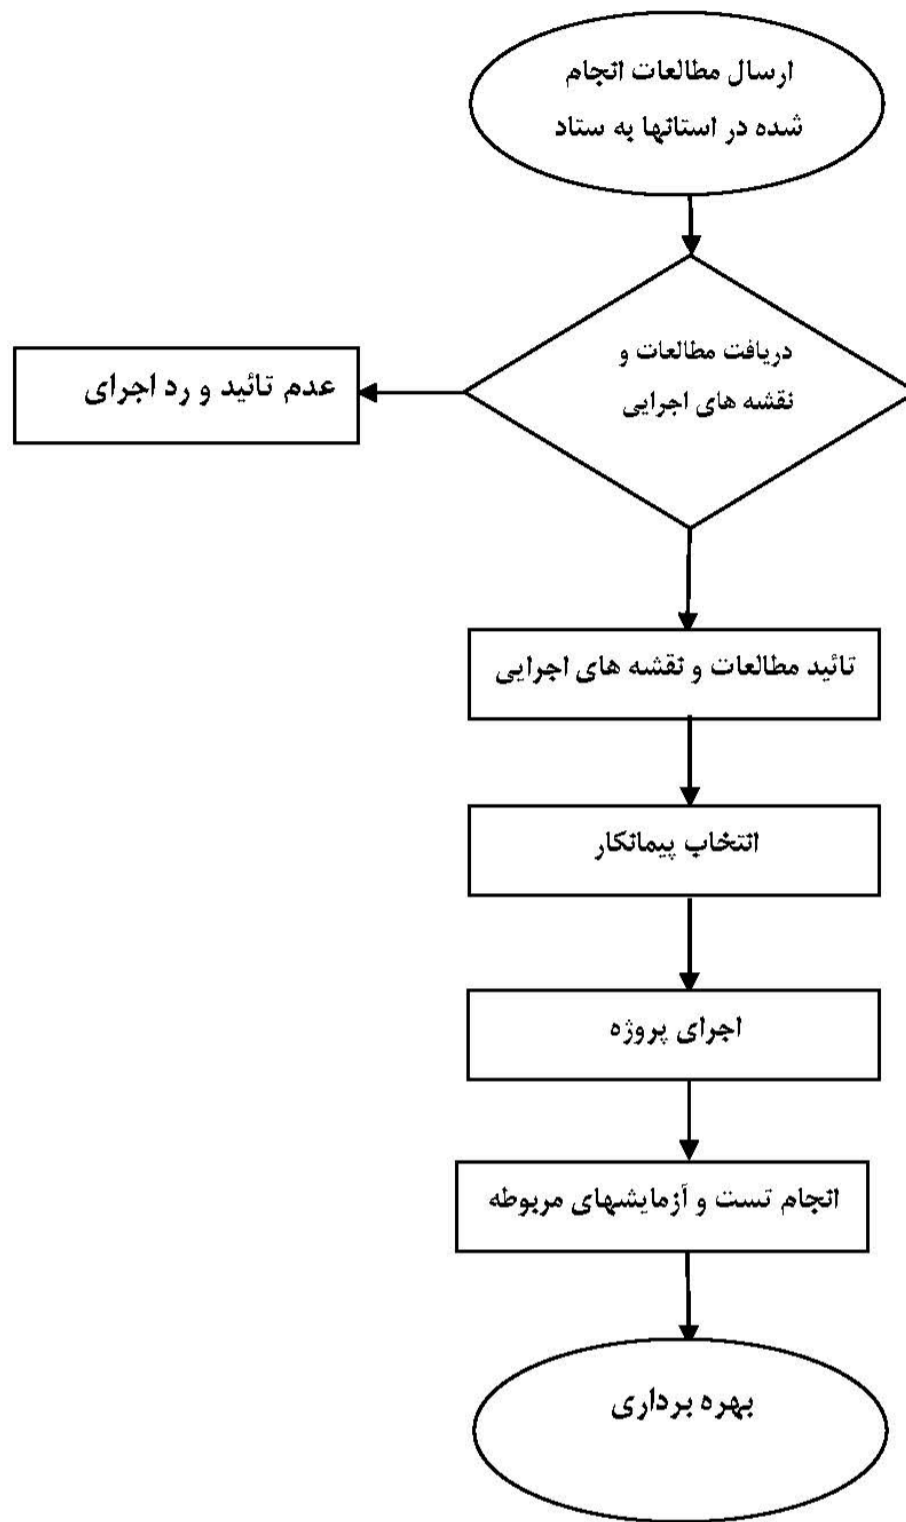 ارسال مطالعات انجام
شده در استانها به ستاد
دریافت مطالعات و
نقشه های اجرایی
عدم تائید و رد اجرای
تائید مطالعات و نقشه های اجرایی
انتخاب پیمانکار
اجرای پروژه
انجام تست و آزمایشهای مربوطه
بهره برداری